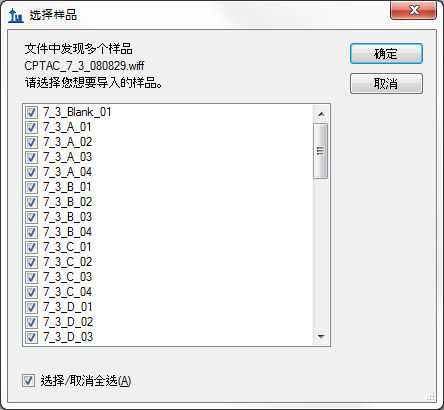 选择样品
文件中发现多个样品
CPTAC_7_3_080829.wiff
请选择您想要导入的样品。
确定
取消
7_3_Blank_01
7_3_A_01
7_3_A_02
7_3_A_03
7_3_A_04
7_3_B_01
7_3_B_02
7_3_B_03
7_3_B_04
7_3_C_01
7_3_C_02
7_3_C_03
7_3_C_04
7_3_D_01
7_3_D_02
7_3_D_03
选择/取消全选(A)